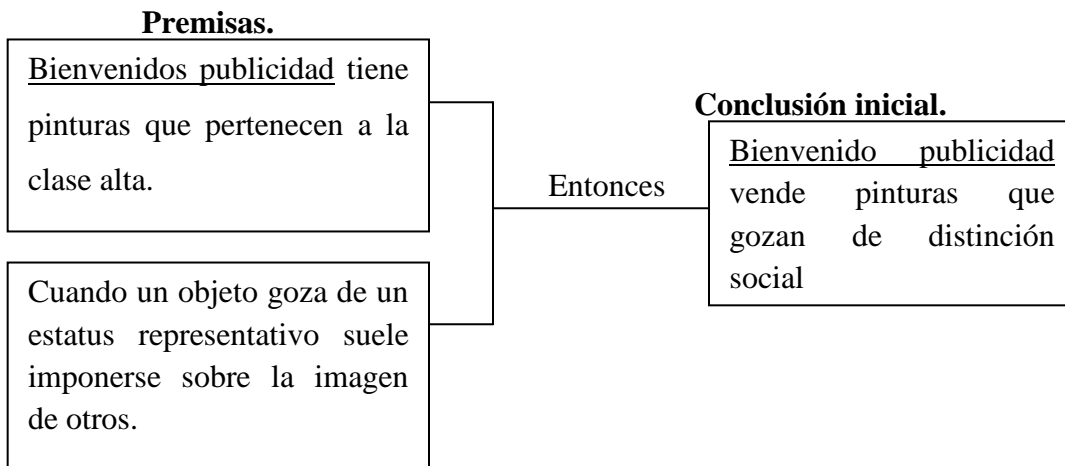 Premisas.
Bienvenidos publicidad tiene
pinturas que pertenecen a la
clase alta.
Cuando un objeto goza de un
estatus representativo suele
imponerse sobre la imagen
de otros.
Entonces
Conclusión inicial.
Bienvenido publicidad
vende pinturas que
gozan de distinción
social